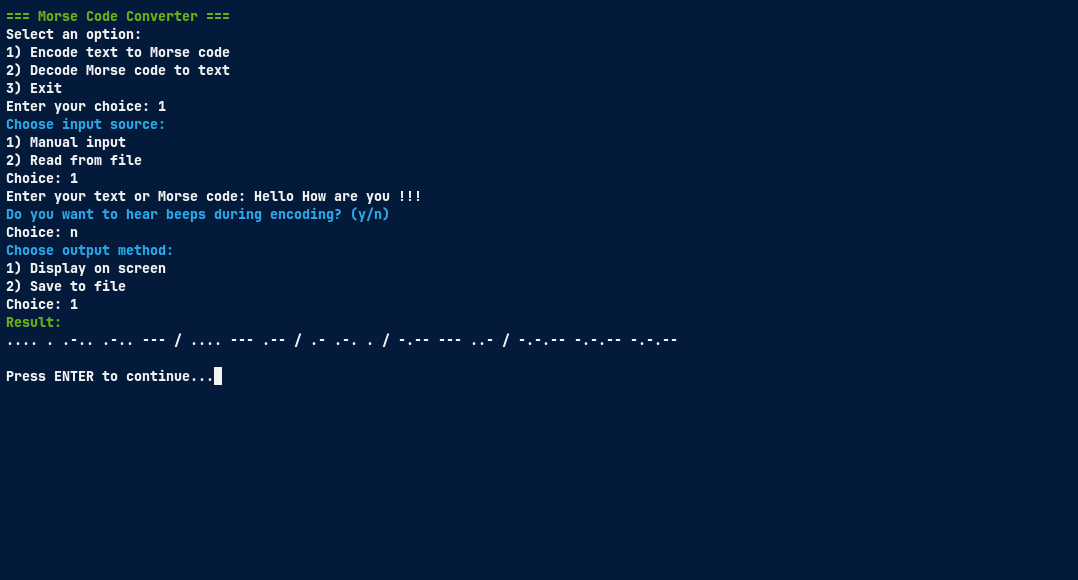 === Morse Code Converter ===
Select an option:
1) Encode text to Morse code
2) Decode Morse code to text
3) Exit
Enter your choice: 1
Choose input source:
1) Manual input
2) Read from file
Choice: 1
Enter your text or Morse code: Hello How are you !!!
Do you want to hear beeps during encoding? (y/n)
Choice: n
Choose output method:
1) Display on screen
2) Save to file
Choice: 1
Result:
.... . .-.. .-.. --- / .... --- .-- / .- .-. . / -.-- --- ..- / -.-.-- -.-.-- -.-.--
Press ENTER to continue...